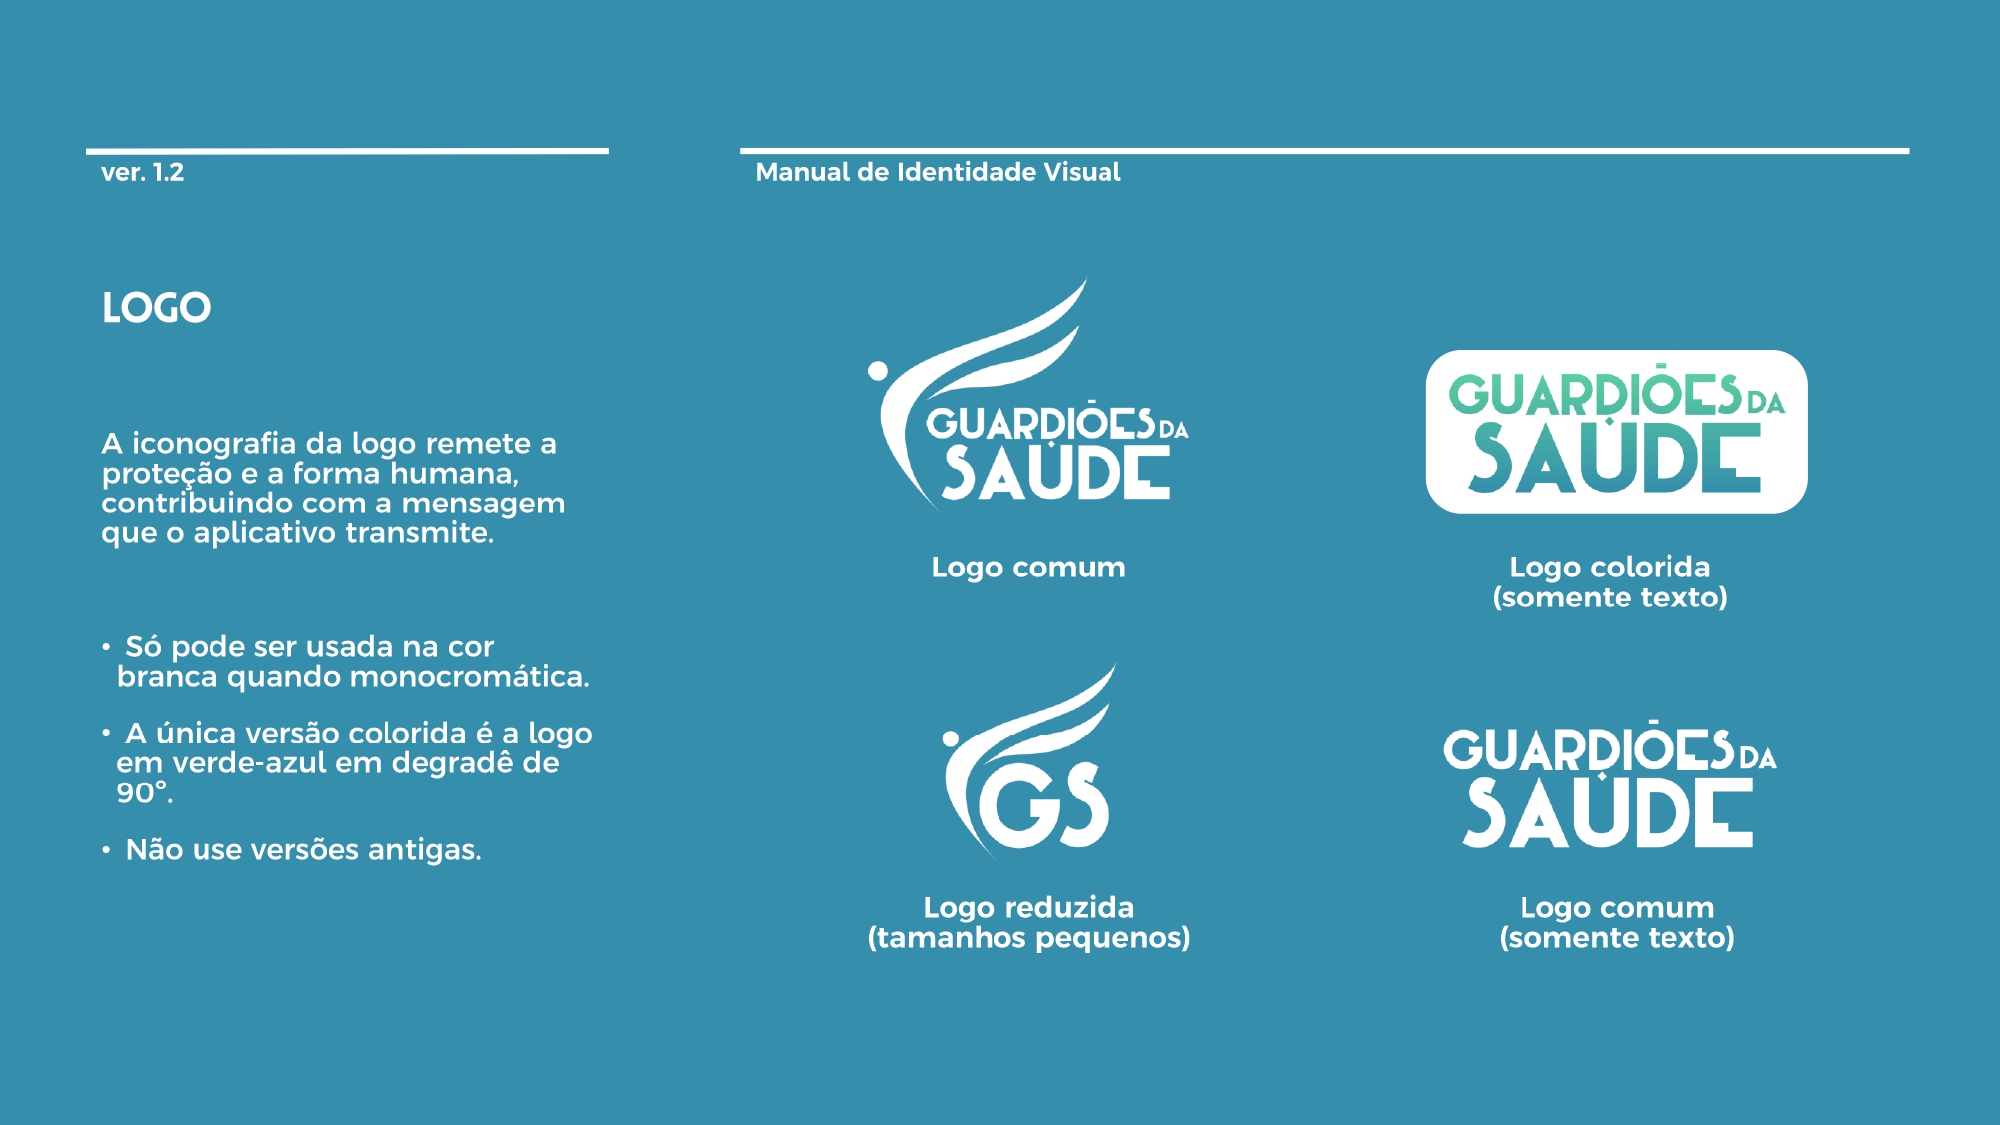 ver. 1.2
Manual de Identidade Visual
LOGO
A iconografia da logo remete a
proteção e a forma humana,
contribuindo com a mensagem
que o aplicativo transmite.
• Só pode ser usada na cor
branca quando monocromática.
• A única versão colorida é a logo
em verde-azul em degradê de
90º.
• Não use versões antigas.
GUARDIÕES DA
SAÚDE
Logo comum
GUARDIÕES DA
SAÚDE
Logo colorida
(somente texto)
GS
Logo reduzida
(tamanhos pequenos)
GUARDIÕES DA
SAÚDE
Logo comum
(somente texto)